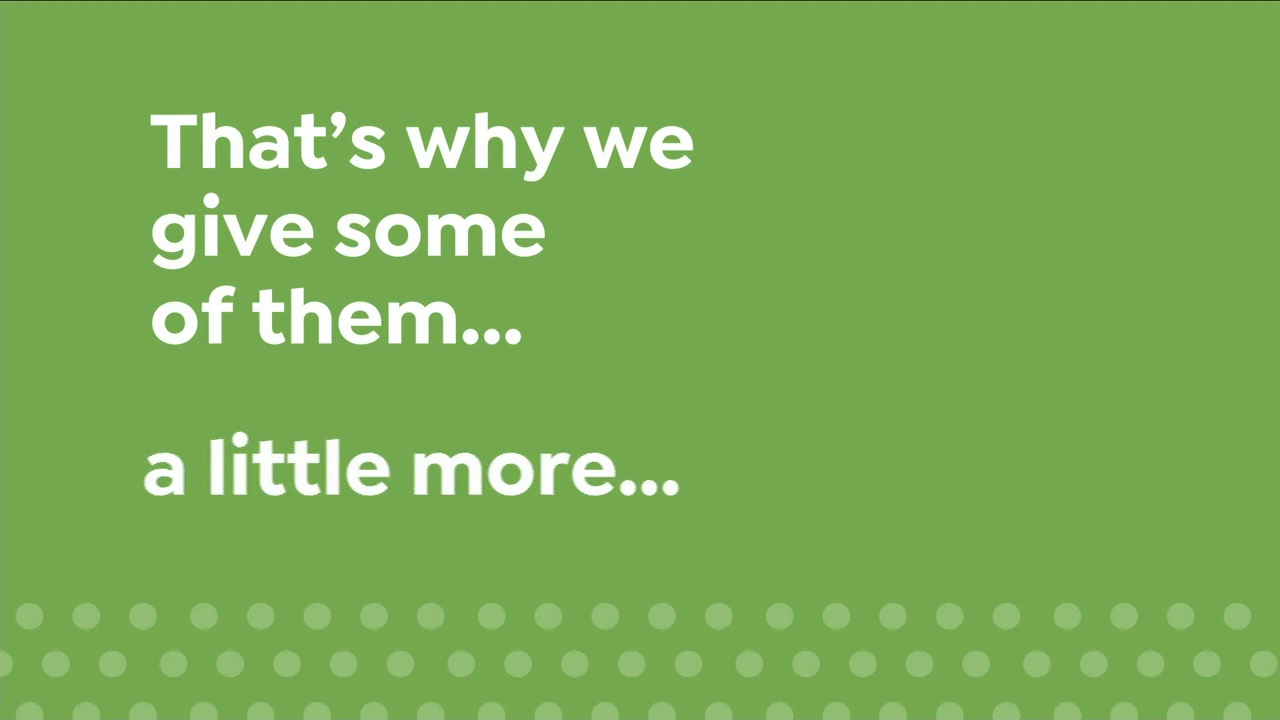 That’s why we
give some
of them...
a little more...